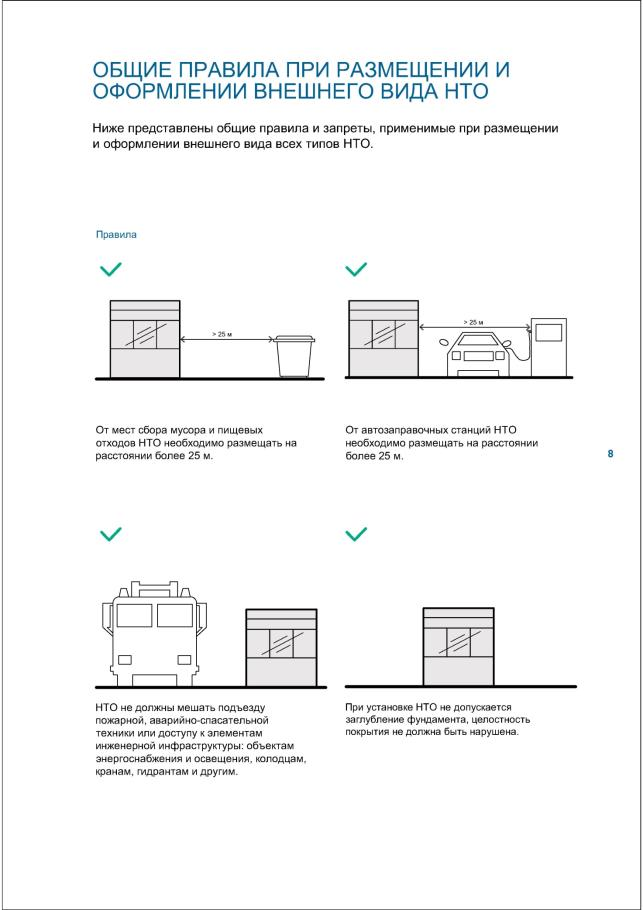 ОБЩИЕ ПРАВИЛА ПРИ РАЗМЕЩЕНИИ И
ОФОРМЛЕНИИ ВНЕШНЕГО ВИДА НТО
Ниже представлены общие правила и запреты, применимые при размещении
и оформлении внешнего вида всех типов НТО.
Правила
> 25 м
От мест сбора мусора и пищевых
отходов НТО необходимо размещать на
расстоянии более 25 м.
> 25 м
От автозаправочных станций НТО
необходимо размещать на расстоянии
более 25 м.
8
НТО не должны мешать подъезду
пожарной, аварийно-спасательной
техники или доступу к элементам
инженерной инфраструктуры: объектам
энергоснабжения и освещения, колодцам,
кранам, гидрантам и другим.
При установке НТО не допускается
заглубление фундамента, целостность
покрытия не должна быть нарушена.